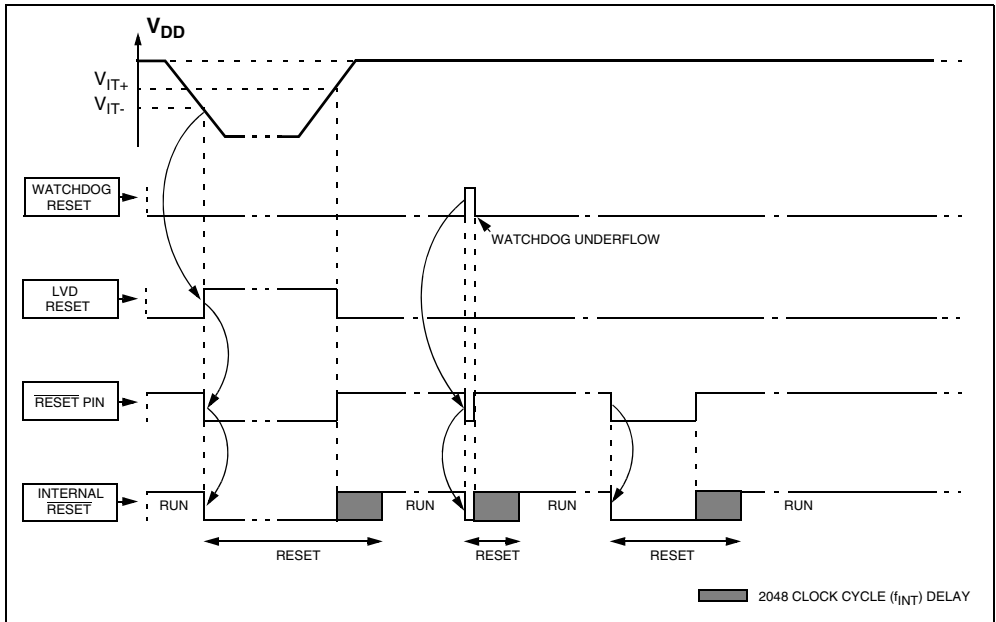 VDD
VIT+
VIT-
WATCHDOG
RESET
WATCHDOG UNDERFLOW
LVD
RESET
RESET PIN
INTERNAL
RESET
RUN
RUN
RUN
RUN
RESET
RESET
RESET
2048 CLOCK CYCLE (fINT) DELAY